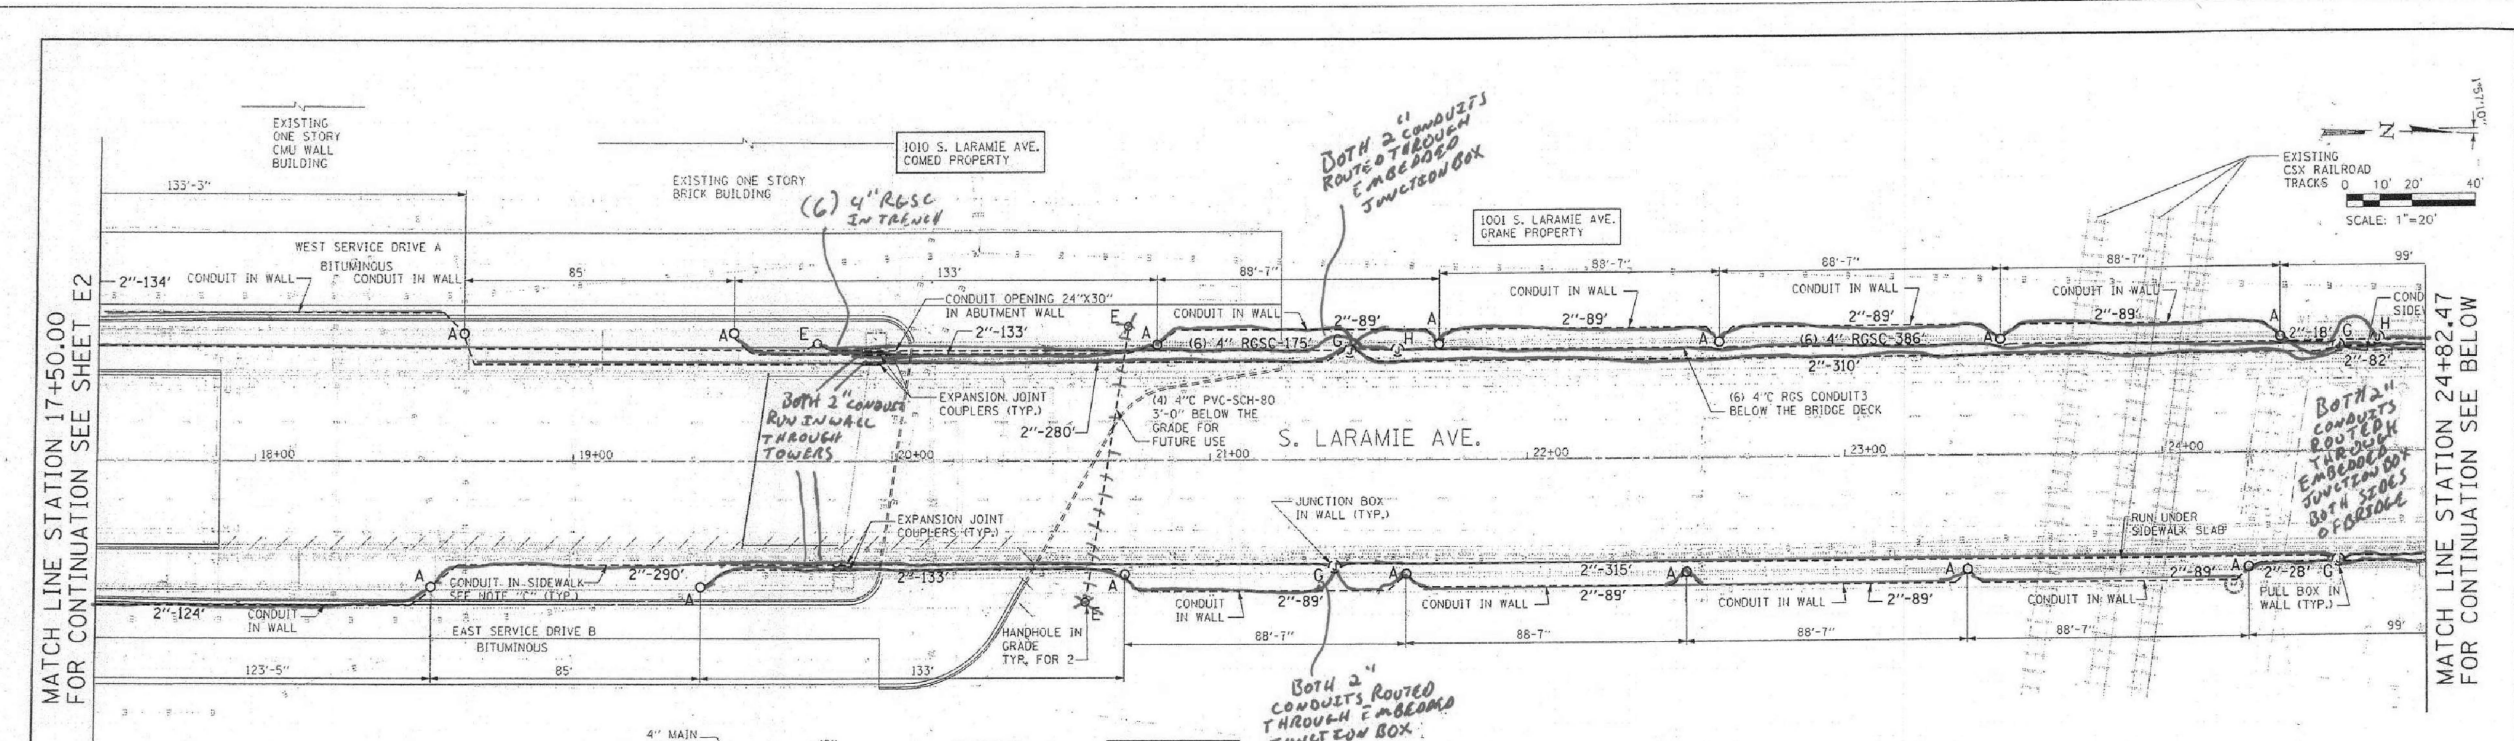 EXISTING
ONE STORY
CMU WALL
BUILDING
133'-3"
EXISTING ONE STORY
BRICK BUILDING
1010 S. LARAMIE AVE.
COMED PROPERTY
(6) 4" RGSC
IN TRENCH
BOTH 2" CONDUITS
ROUTED THROUGH
EMBEDDED
JUNCTION BOX
1001 S. LARAMIE AVE.
CRANE PROPERTY
N
1°57'10"
EXISTING
CSX RAILROAD
TRACKS
0 10' 20' 40'
SCALE: 1"=20'
MATCH LINE STATION 17+50.00
FOR CONTINUATION SEE SHEET E2
WEST SERVICE DRIVE A
BITUMINOUS
2"-134'
CONDUIT IN WALL
CONDUIT IN WALL
85'
133'
88'-7"
88'-7"
88'-7"
88'-7"
99'
CONDUIT OPENING 24"X30"
IN ABUTMENT WALL
2"-133'
CONDUIT IN WALL
2"-89'
CONDUIT IN WALL
2"-89'
CONDUIT IN WALL
2"-89'
CONDUIT IN WALL
2"-89'
COND
SIDEW
A
A
E
E
A
(6) 4" RGSC-175'
G
J
H
A
A
(6) 4" RGSC-386'
A
A
2"-18'
G
H
2"-82'
2"-310'
EXPANSION JOINT
COUPLERS (TYP.)
2"-280'
BOTH 2" CONDUIT
RUN IN WALL
THROUGH
TOWERS
(4) 4"C PVC-SCH-80
3'-0" BELOW THE
GRADE FOR
FUTURE USE
(6) 4"C RGS CONDUIT3
BELOW THE BRIDGE DECK
S. LARAMIE AVE.
18+00
19+00
20+00
21+00
22+00
23+00
24+00
BOTH 2"
CONDUITS
ROUTED
THROUGH
EMBEDDED
JUNCTION BOX
BOTH SIDES
OF BRIDGE
MATCH LINE STATION 24+82.47
FOR CONTINUATION SEE BELOW
JUNCTION BOX
IN WALL (TYP.)
EXPANSION JOINT
COUPLERS (TYP.)
RUN UNDER
SIDEWALK SLAB
A
CONDUIT IN SIDEWALK
SEE NOTE "C" (TYP.)
2"-290'
A
2"-133'
A
G
2"-89'
A
2"-315'
A
2"-89'
A
2"-89'
A
2"-89'
2"-28'
G
2"-124'
CONDUIT
IN WALL
E
CONDUIT
IN WALL
CONDUIT IN WALL
CONDUIT IN WALL
CONDUIT IN WALL
PULL BOX IN
WALL (TYP.)
EAST SERVICE DRIVE B
BITUMINOUS
HANDHOLE IN
GRADE
TYP. FOR 2
123'-5"
85'
133'
88'-7"
88-7"
88'-7"
88'-7"
99'
BOTH 2"
CONDUITS ROUTED
THROUGH EMBEDDED
JUNCTION BOX
4" MAIN